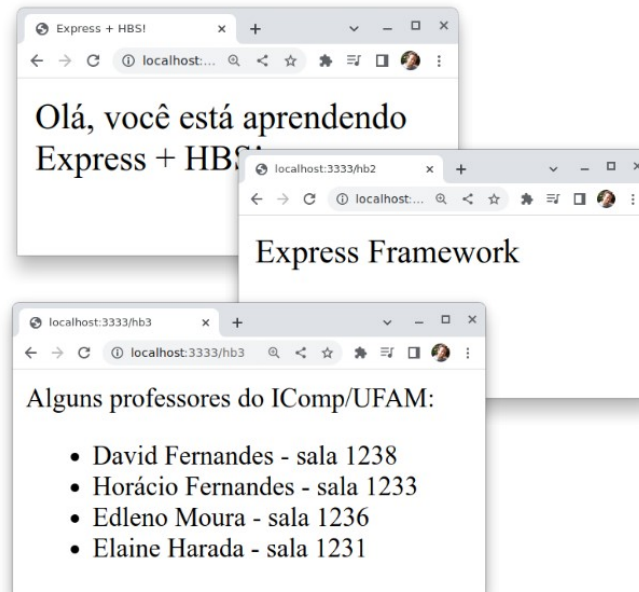 Express + HBS!
localhost:...
Olá, você está aprendendo
Express + HBS!
localhost:3333/hb2
localhost:...
Express Framework
localhost:3333/hb3
localhost:3333/hb3
Alguns professores do IComp/UFAM:
• David Fernandes - sala 1238
• Horácio Fernandes - sala 1233
• Edleno Moura - sala 1236
• Elaine Harada - sala 1231